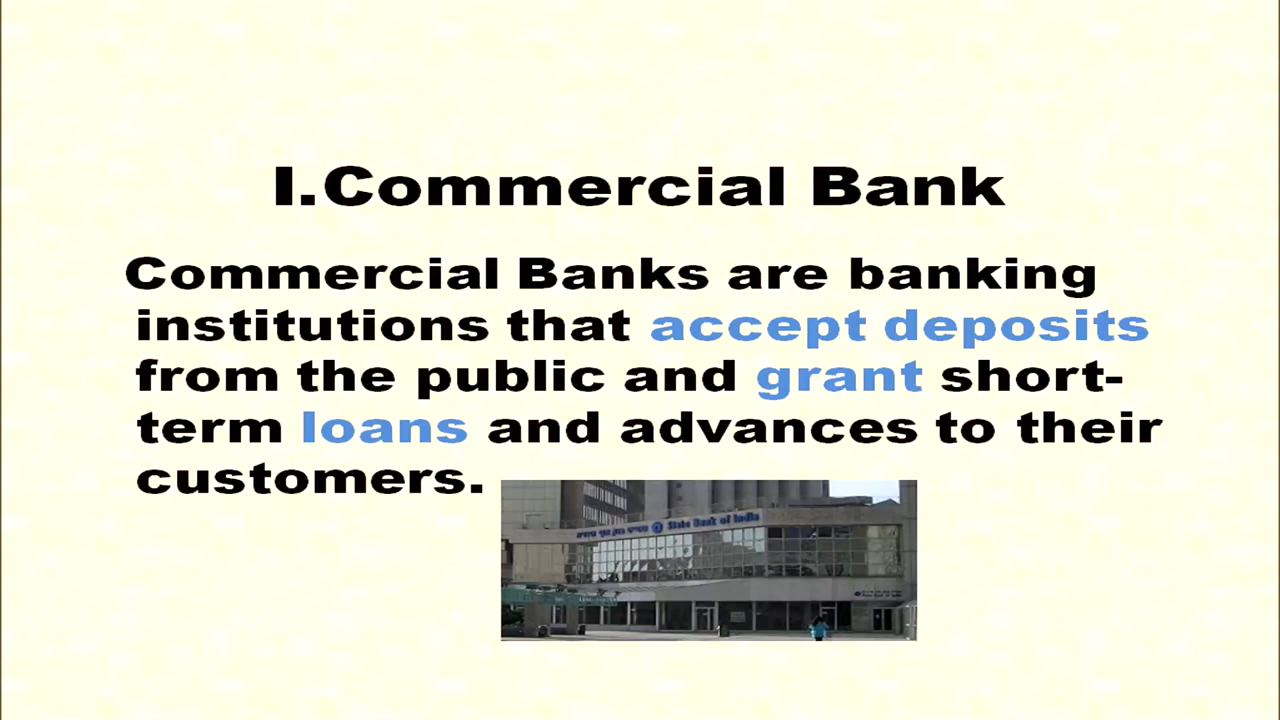 I.Commercial Bank
Commercial Banks are banking
institutions that accept deposits
from the public and grant short-
term loans and advances to their
customers.
State Bank of India